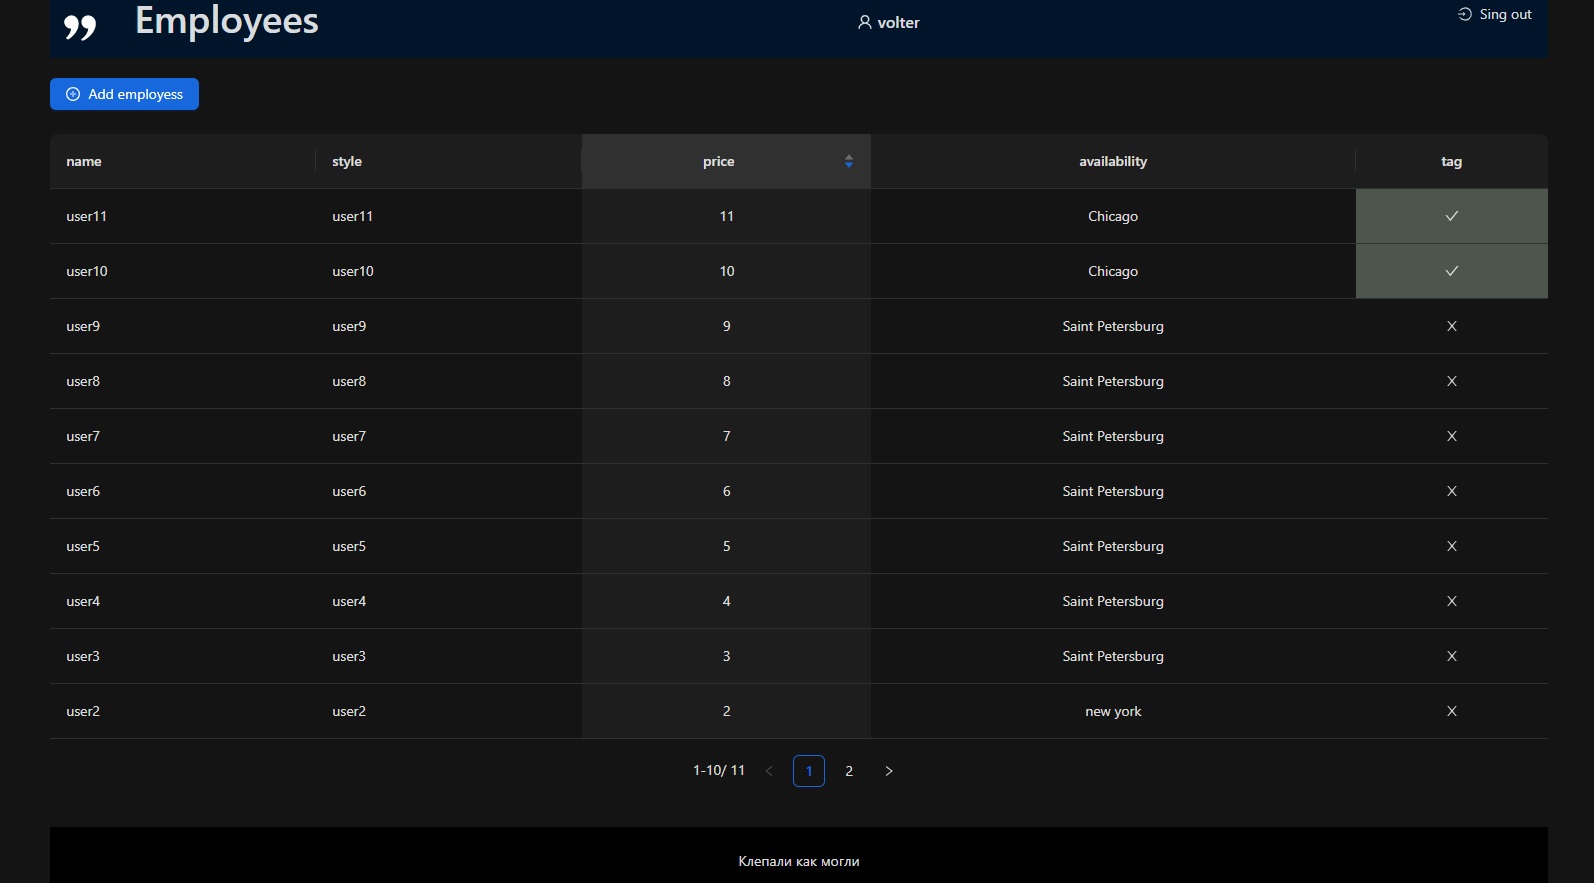 Employees
volter
Sing out
Add employess
name style price availability tag
user11 user11 11 Chicago
user10 user10 10 Chicago
user9 user9 9 Saint Petersburg X
user8 user8 8 Saint Petersburg X
user7 user7 7 Saint Petersburg X
user6 user6 6 Saint Petersburg X
user5 user5 5 Saint Petersburg X
user4 user4 4 Saint Petersburg X
user3 user3 3 Saint Petersburg X
user2 user2 2 new york X
1-10/ 11 < 1 2 >
Клепали как могли